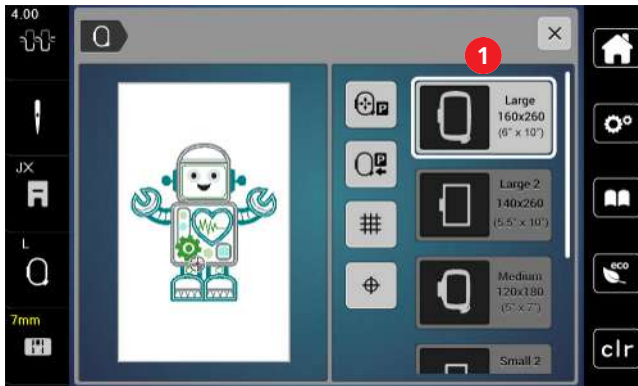 4.00
1
Large
160x260
(6" x 10")
Large 2
140x260
(5.5" x 10")
Medium
120x180
(5" x 7")
Small 2
P
P
JX
L
7mm
eco
clr